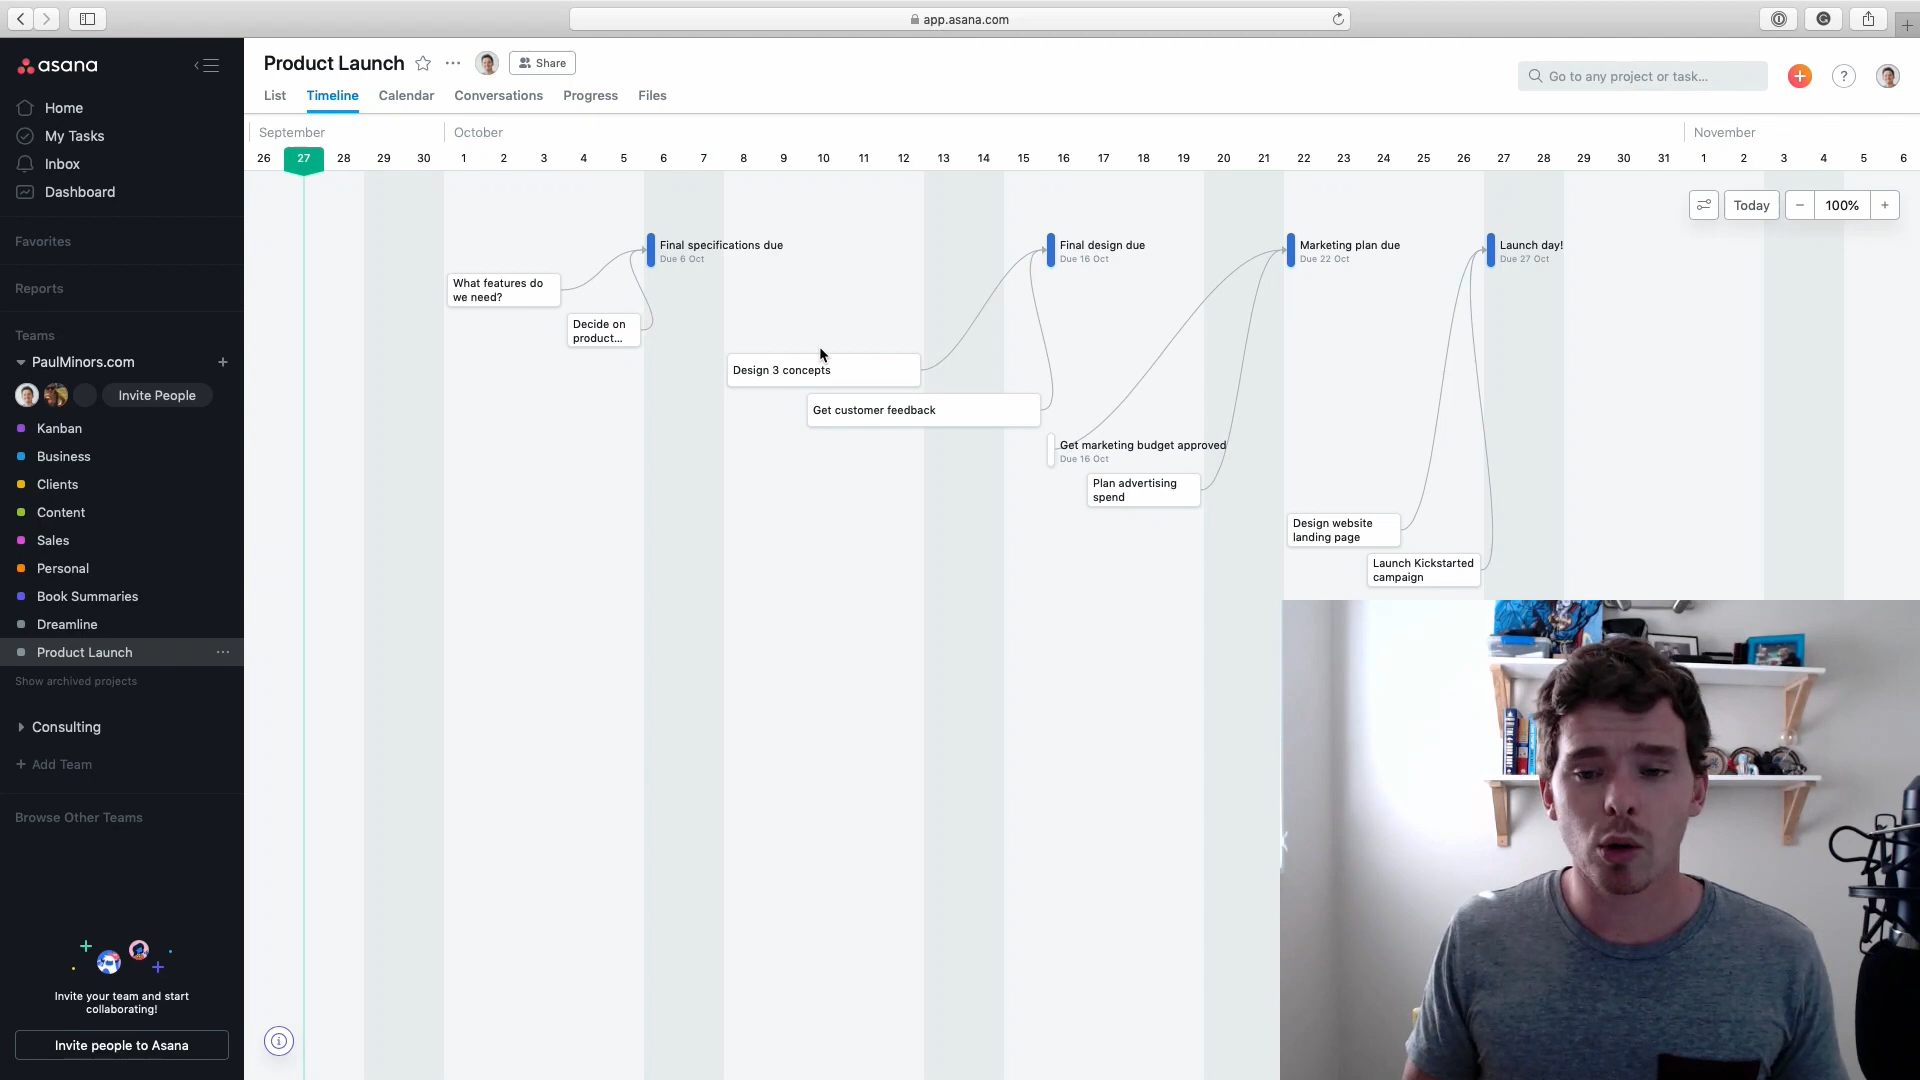 app.asana.com
asana
Home
My Tasks
Inbox
Dashboard
Favorites
Reports
Teams
PaulMinors.com
Invite People
Kanban
Business
Clients
Content
Sales
Personal
Book Summaries
Dreamline
Product Launch
Show archived projects
Consulting
+ Add Team
Browse Other Teams
Invite your team and start
collaborating!
Invite people to Asana
Product Launch
Share
Go to any project or task...
List
Timeline
Calendar
Conversations
Progress
Files
September
October
November
26 27 28 29 30 1 2 3 4 5 6 7 8 9 10 11 12 13 14 15 16 17 18 19 20 21 22 23 24 25 26 27 28 29 30 31 1 2 3 4 5 6
Today
100%
Final specifications due
Due 6 Oct
Final design due
Due 16 Oct
Marketing plan due
Due 22 Oct
Launch day!
Due 27 Oct
What features do
we need?
Decide on
product...
Design 3 concepts
Get customer feedback
Get marketing budget approved
Due 16 Oct
Plan advertising
spend
Design website
landing page
Launch Kickstarted
campaign